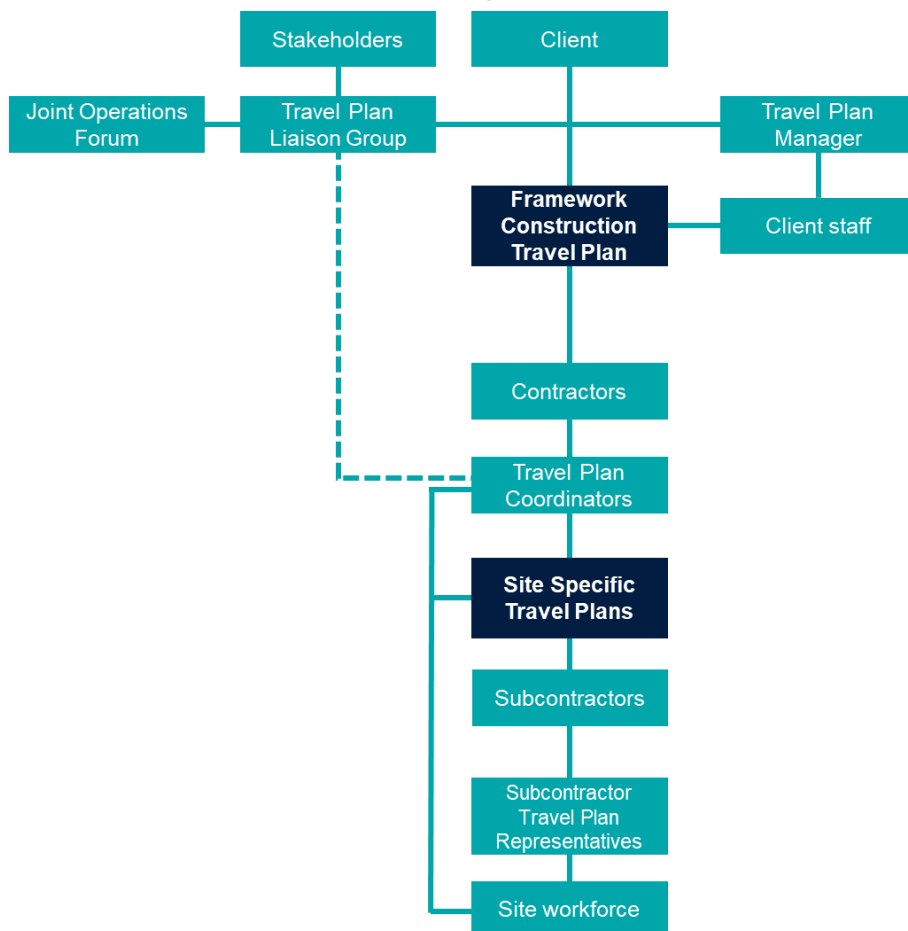 Stakeholders
Client
Joint Operations
Forum
Travel Plan
Liaison Group
Travel Plan
Manager
Framework
Construction
Travel Plan
Client staff
Contractors
Travel Plan
Coordinators
Site Specific
Travel Plans
Subcontractors
Subcontractor
Travel Plan
Representatives
Site workforce